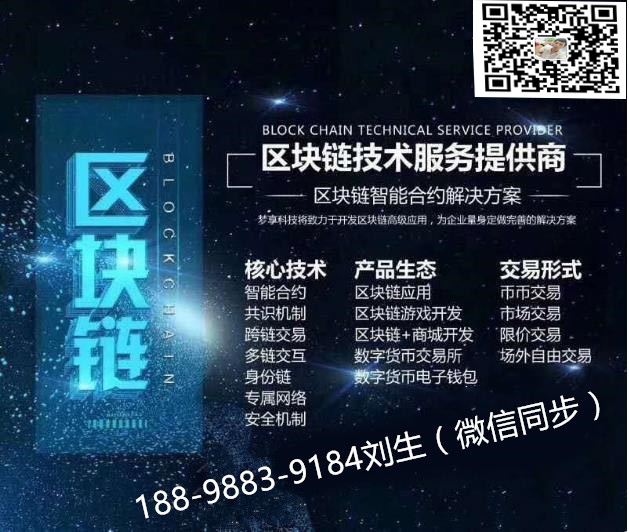 区块链
BLOCKCHAIN
BLOCK CHAIN TECHNICAL SERVICE PROVIDER
区块链技术服务提供商
区块链智能合约解决方案
梦享科技将致力于开发区块链高级应用，为企业量身定做完善的解决方案
核心技术
智能合约
共识机制
跨链交易
多链交互
身份链
专属网络
安全机制
产品生态
区块链应用
区块链游戏开发
区块链+商城开发
数字货币交易所
数字货币电子钱包
交易形式
币币交易
市场交易
限价交易
场外自由交易
188-9883-9184刘生（微信同步）